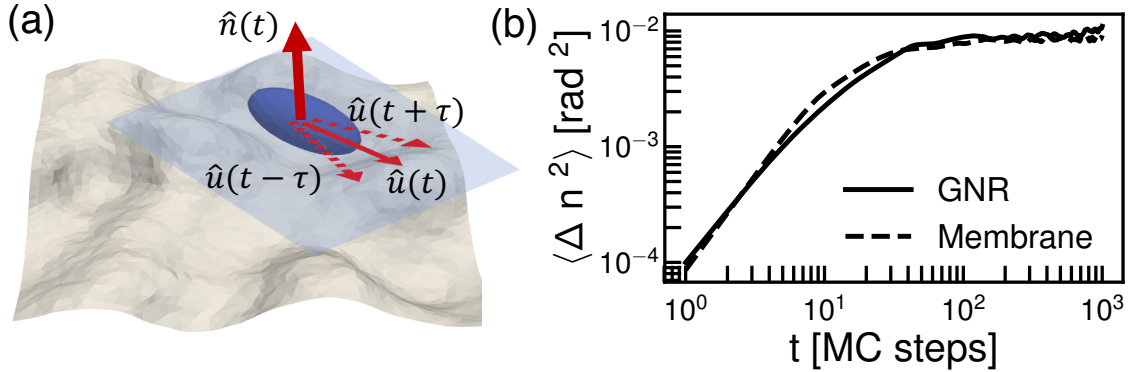 (a)
n̂(t)
û(t + τ)
û(t − τ)
û(t)
(b)
⟨Δ n ²⟩ [rad ²]
10⁻²
10⁻³
10⁻⁴
GNR
Membrane
10⁰ 10¹ 10² 10³
t [MC steps]